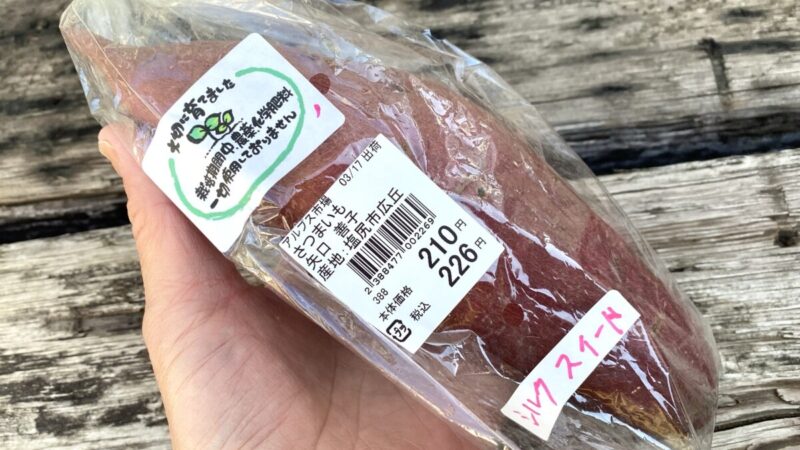 大切に育てました
栽培期間中、農薬・化学肥料
一切使用しておりません
アルプス市場 03/17 出荷
さつまいも
矢口 善子
産地:塩尻市広丘
2388477002269
388
本体価格 210円
税込 226円
シルクスイート